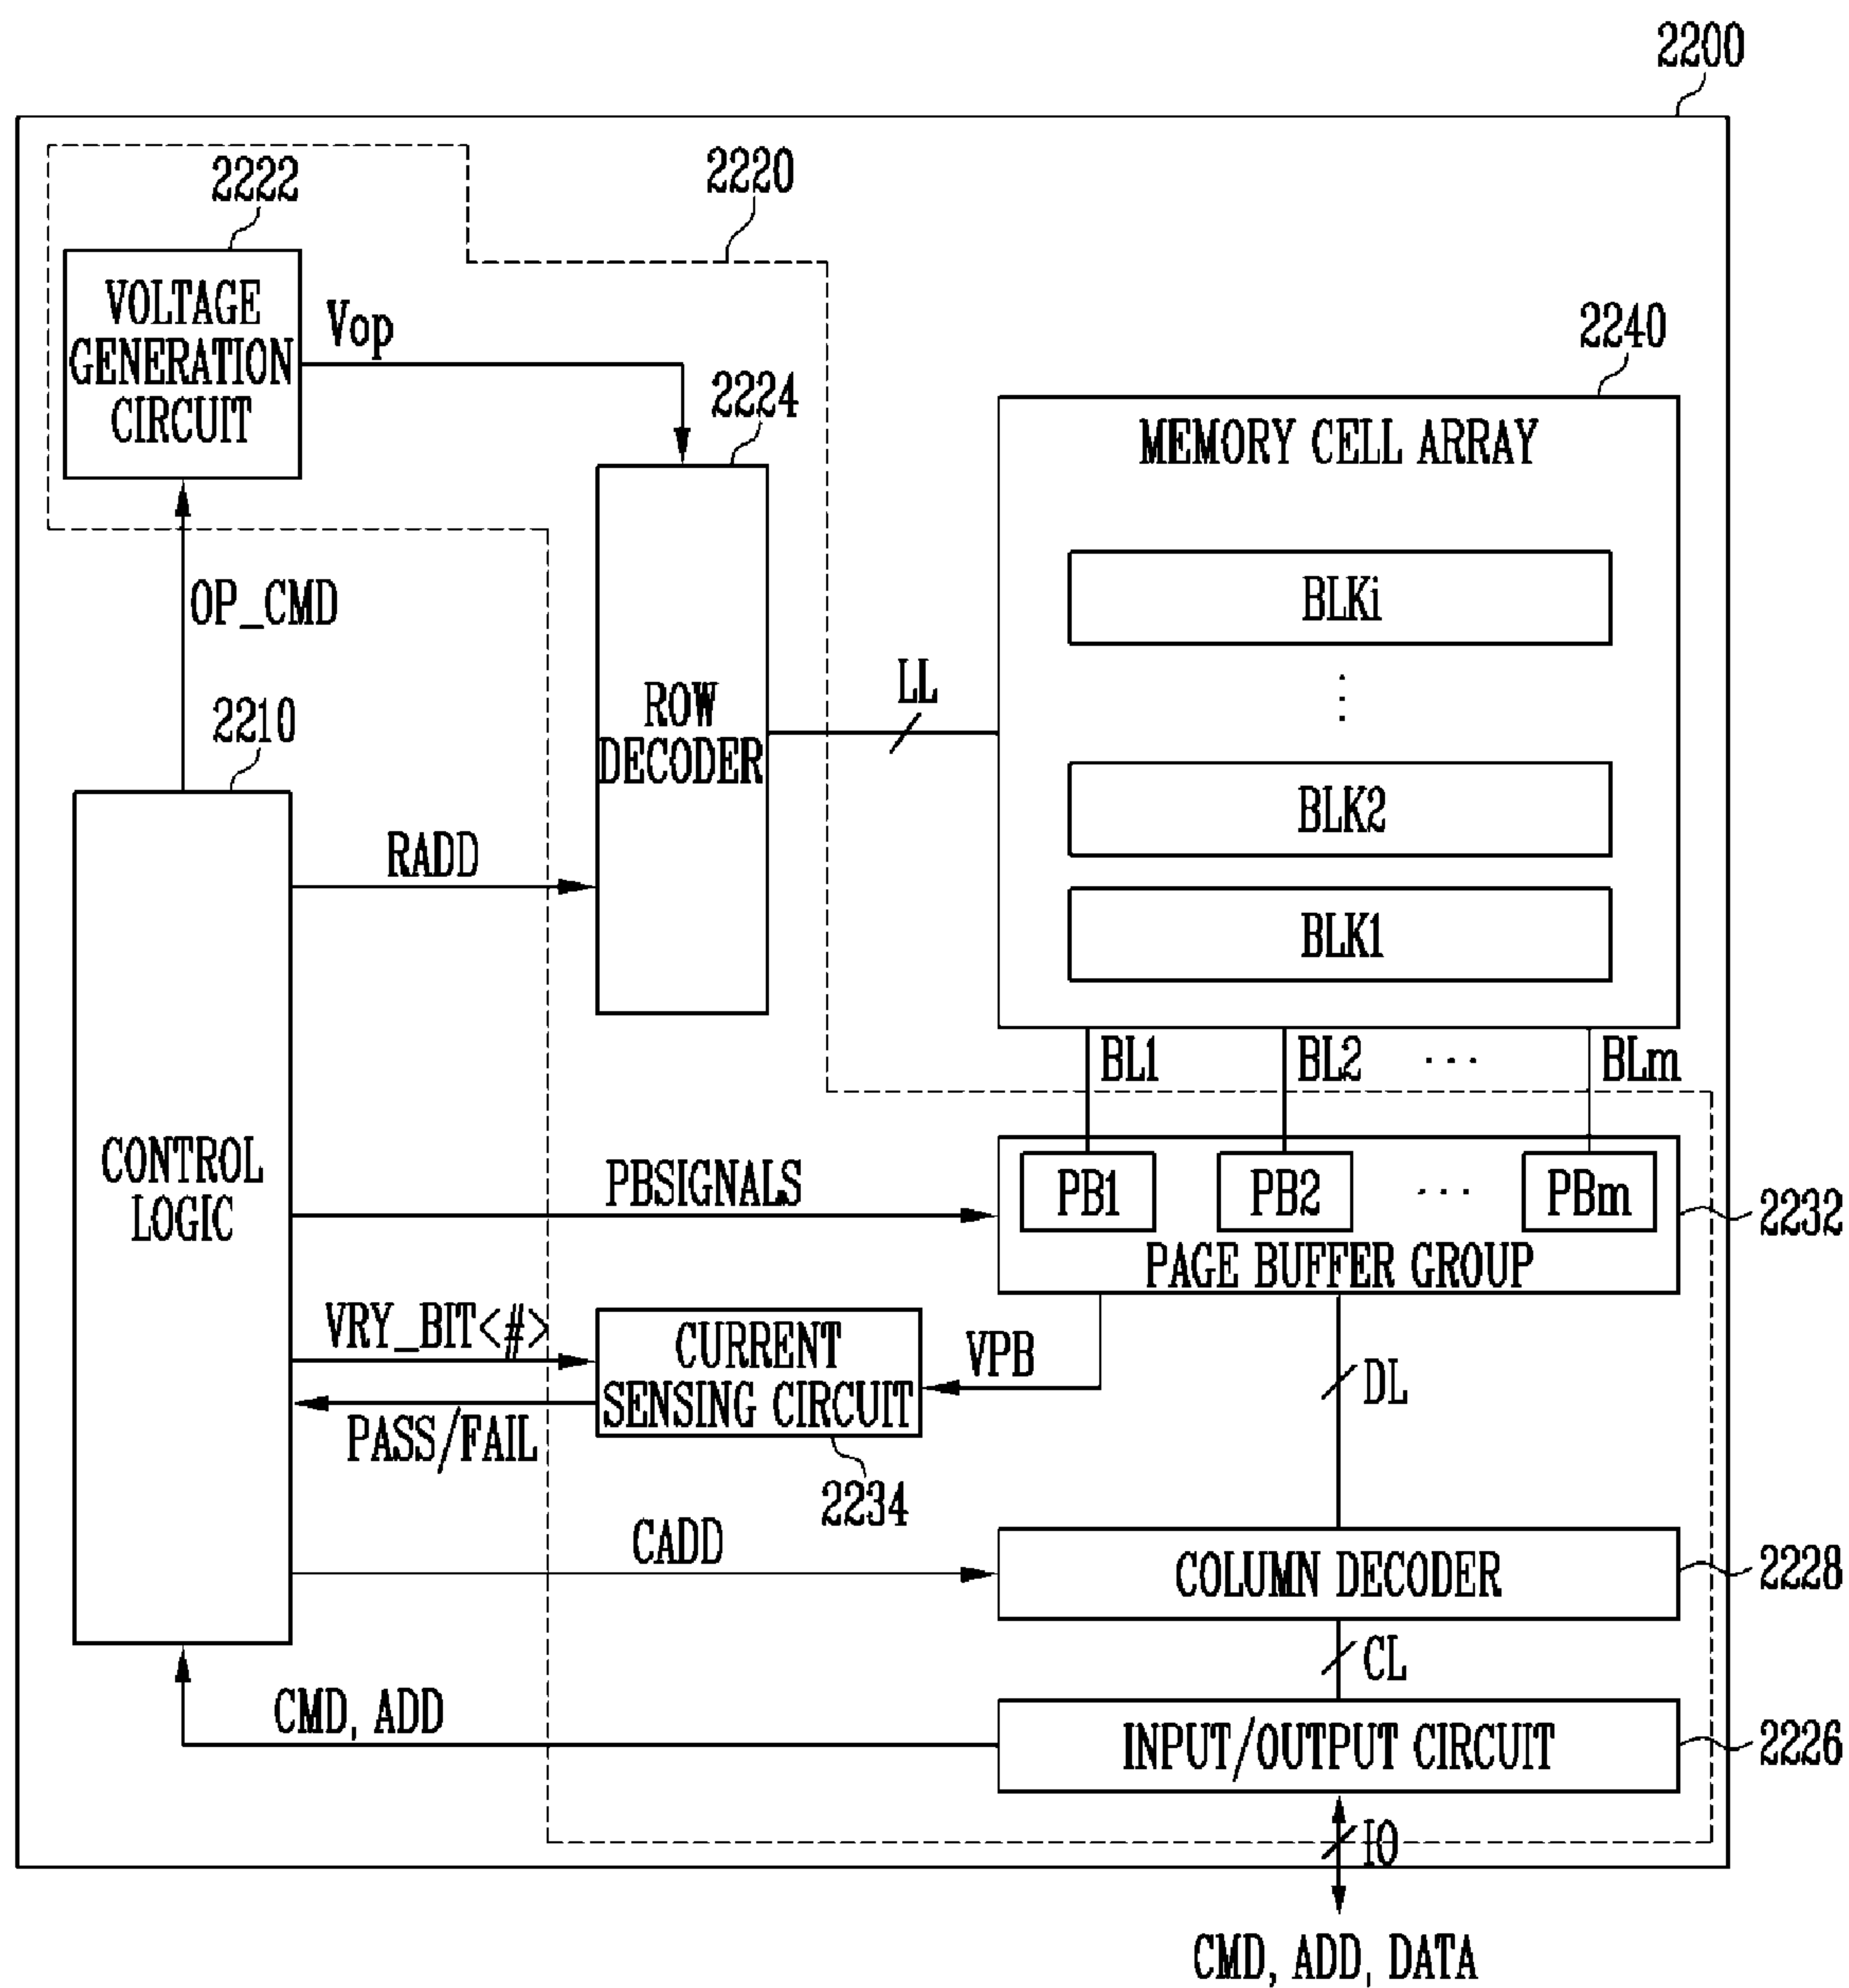 2200
2222
2220
VOLTAGE
GENERATION
CIRCUIT
Vop
2240
2224
MEMORY CELL ARRAY
OP_CMD
BLKi
LL
ROW
DECODER
2210
BLK2
RADD
BLK1
BL1
BL2
...
BLm
CONTROL
LOGIC
PBSIGNALS
PB1
PB2
...
PBm
2232
PAGE BUFFER GROUP
VRY_BIT<#>
CURRENT
SENSING CIRCUIT
VPB
DL
PASS/FAIL
2234
CADD
COLUMN DECODER
2228
CL
CMD, ADD
INPUT/OUTPUT CIRCUIT
2226
IO
CMD, ADD, DATA